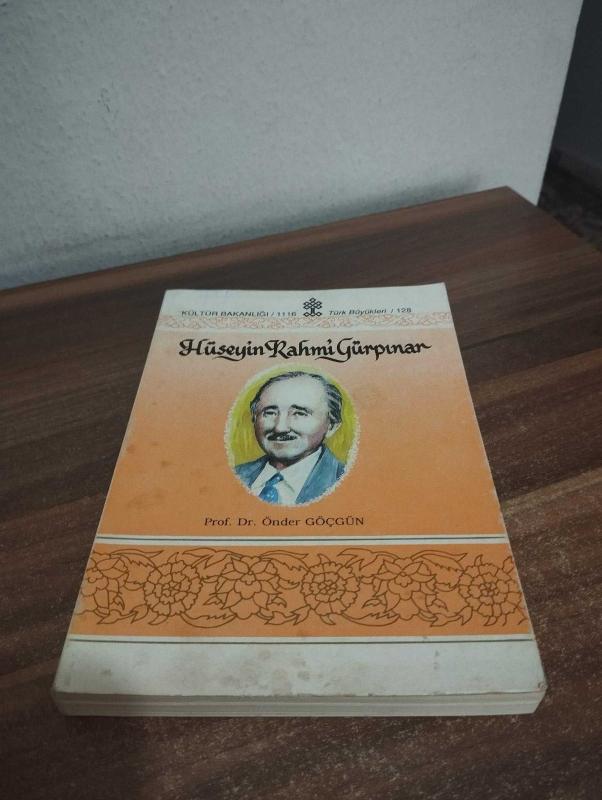 KÜLTÜR BAKANLIĞI / 1116 Türk Büyükleri / 128
Hüseyin Rahmi Gürpınar
Prof. Dr. Önder GÖÇGÜN